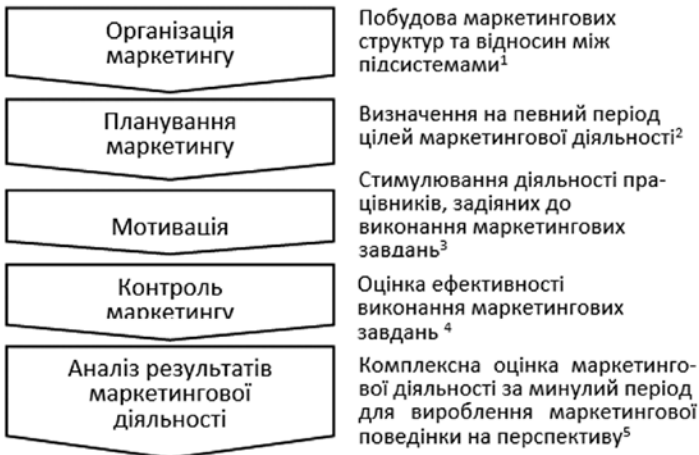 Організація
маркетингу
Побудова маркетингових
структур та відносин між
підсистемами¹
Планування
маркетингу
Визначення на певний період
цілей маркетингової діяльності²
Мотивація
Стимулювання діяльності пра-
цівників, задіяних до
виконання маркетингових
завдань³
Контроль
маркетингу
Оцінка ефективності
виконання маркетингових
завдань ⁴
Аналіз результатів
маркетингової
діяльності
Комплексна оцінка маркетинго-
вої діяльності за минулий період
для вироблення маркетингової
поведінки на перспективу⁵